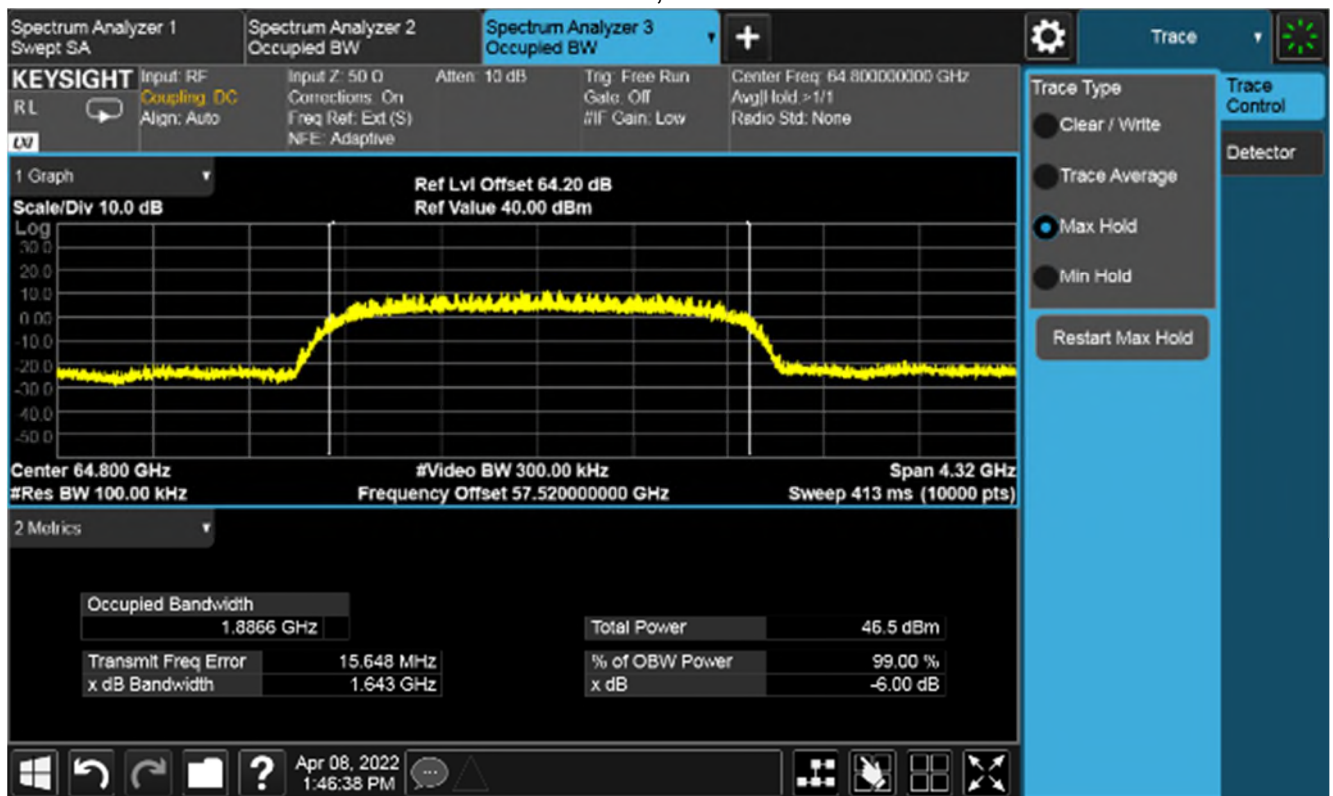 Spectrum Analyzer 1
Swept SA
Spectrum Analyzer 2
Occupied BW
Spectrum Analyzer 3
Occupied BW
Trace
KEYSIGHT
RL
LXI
Input: RF
Coupling: DC
Align: Auto
Input Z: 50 Ω
Corrections: On
Freq Ref: Ext (S)
NFE: Adaptive
Atten: 10 dB
Trig: Free Run
Gate: Off
#IF Gain: Low
Center Freq: 64.800000000 GHz
Avg|Hold:>1/1
Radio Std: None
Trace Type
Clear / Write
Trace Average
Max Hold
Min Hold
Restart Max Hold
Trace
Control
Detector
1 Graph
Scale/Div 10.0 dB
Ref Lvl Offset 64.20 dB
Ref Value 40.00 dBm
Log
30.0
20.0
10.0
0.00
-10.0
-20.0
-30.0
-40.0
-50.0
Center 64.800 GHz
#Res BW 100.00 kHz
#Video BW 300.00 kHz
Frequency Offset 57.520000000 GHz
Span 4.32 GHz
Sweep 413 ms (10000 pts)
2 Metrics
Occupied Bandwidth
1.8866 GHz
Total Power 46.5 dBm
Transmit Freq Error 15.648 MHz
% of OBW Power 99.00 %
x dB Bandwidth 1.643 GHz
x dB -6.00 dB
?
Apr 08, 2022
1:46:38 PM